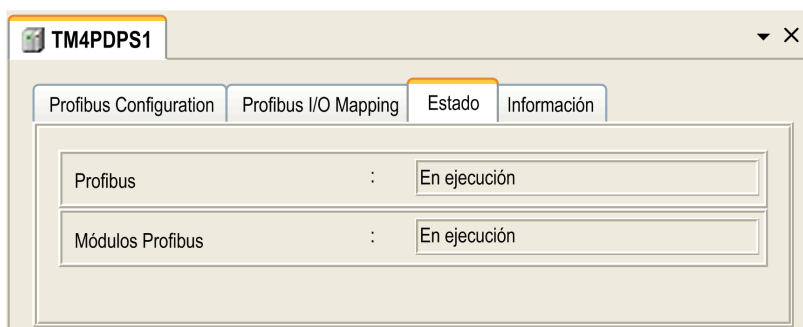 TM4PDPS1
Profibus Configuration Profibus I/O Mapping Estado Información
Profibus : En ejecución
Módulos Profibus : En ejecución